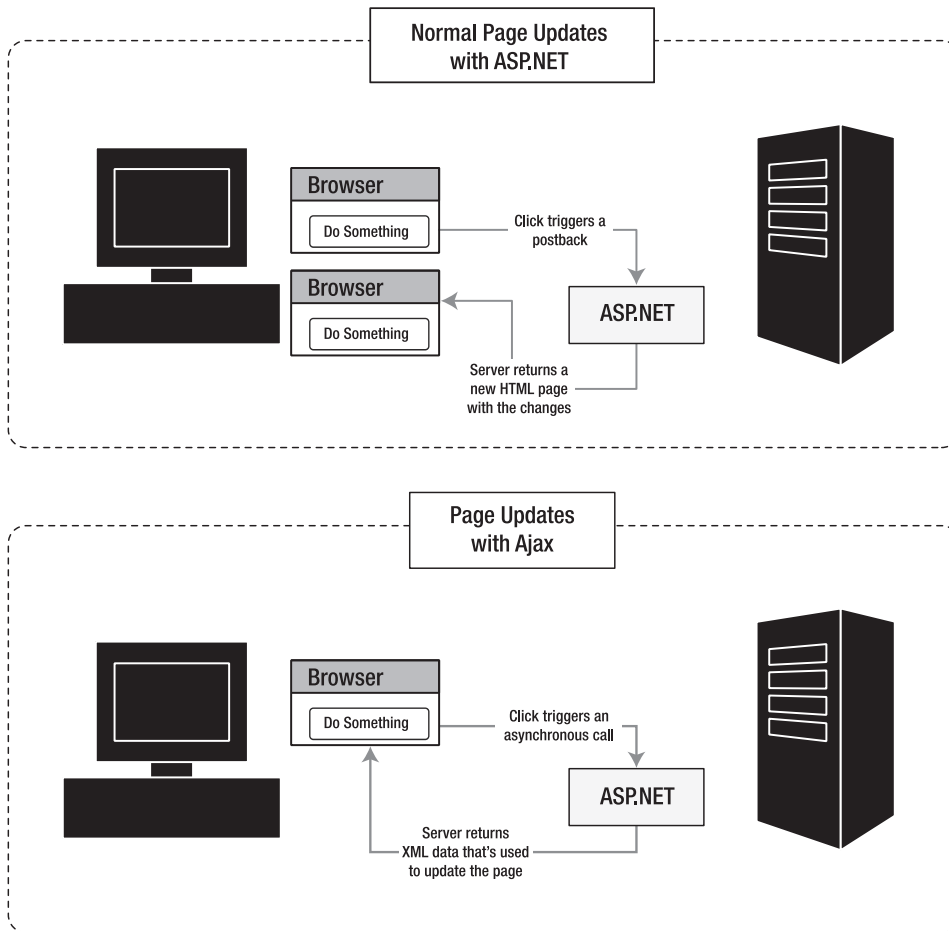 Normal Page Updates
with ASP.NET
Browser
Do Something
Click triggers a
postback
Browser
Do Something
ASP.NET
Server returns a
new HTML page
with the changes
Page Updates
with Ajax
Browser
Do Something
Click triggers an
asynchronous call
ASP.NET
Server returns
XML data that's used
to update the page